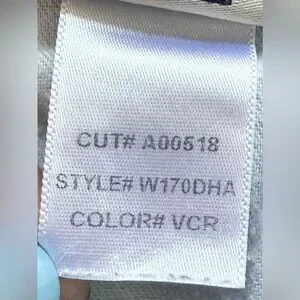 CUT# A00518
STYLE# W170DHA
COLOR# VCR